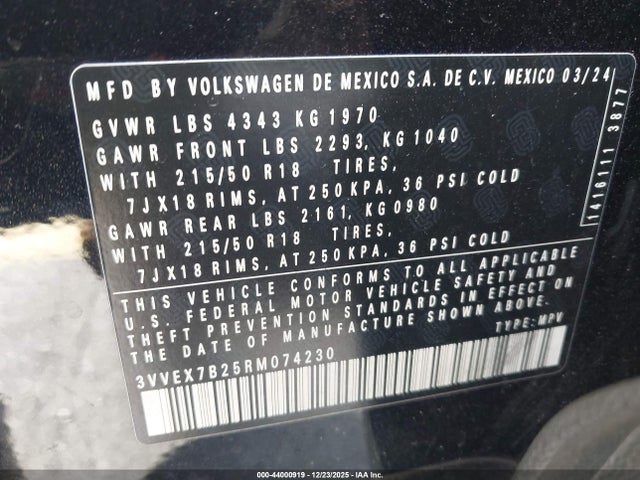 MFD BY VOLKSWAGEN DE MEXICO S.A. DE C.V. MEXICO 03/24
GVWR LBS 4343 KG 1970
GAWR FRONT LBS 2293, KG 1040
WITH 215/50 R18 TIRES,
7JX18 RIMS, AT 250 KPA, 36 PSI COLD
GAWR REAR LBS 2161, KG 0980
WITH 215/50 R18 TIRES,
7JX18 RIMS, AT 250 KPA, 36 PSI COLD
THIS VEHICLE CONFORMS TO ALL APPLICABLE
U.S. FEDERAL MOTOR VEHICLE SAFETY AND
THEFT PREVENTION STANDARDS IN EFFECT ON
THE DATE OF MANUFACTURE SHOWN ABOVE.
3VVEX7B25RM074230
TYPE: MPV
1416111 3877
000-44000919 - 12/23/2025 - IAAI.com